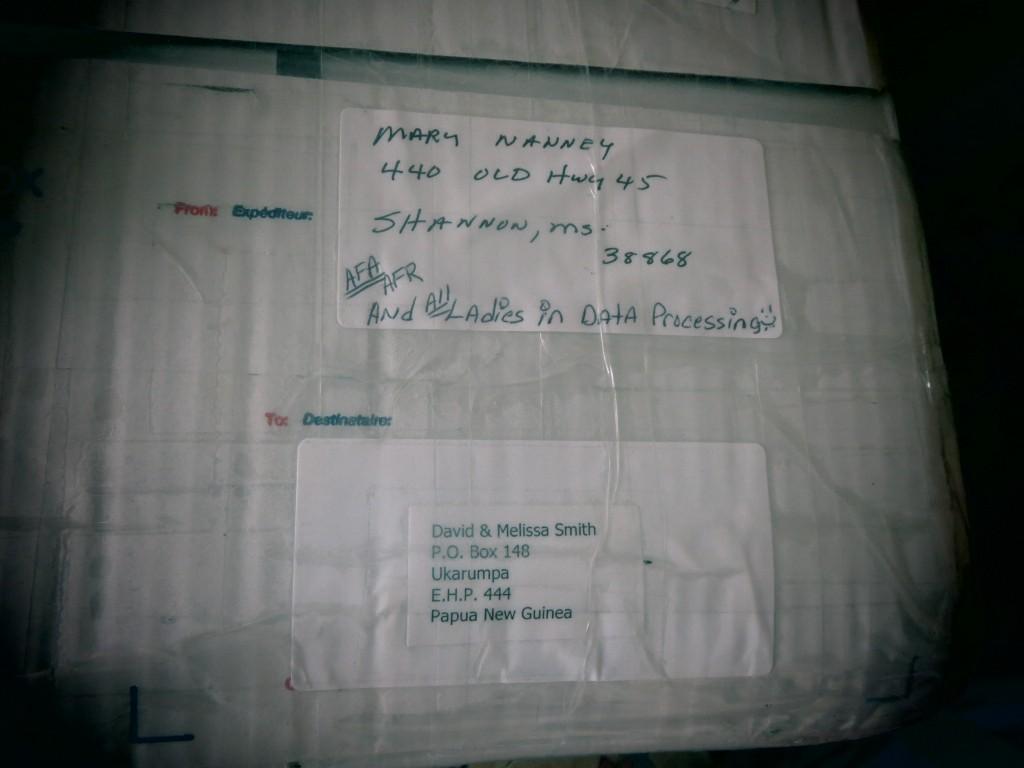 MARY NANNEY
440 OLD Hwy 45
From: Expéditeur:
SHANNON, ms.
38868
AFA AFR
ANd All LAdies in DATA Processing
To: Destinataire:
David & Melissa Smith
P.O. Box 148
Ukarumpa
E.H.P. 444
Papua New Guinea